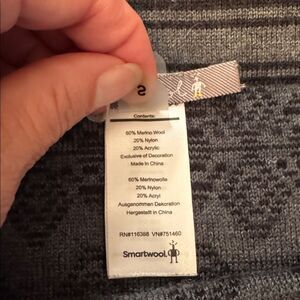 S
Contents:
60% Merino Wool
20% Nylon
20% Acrylic
Exclusive of Decoration
Made in China
60% Merinowolle
20% Nylon
20% Acryl
Ausgenommen Dekoration
Hergestellt in China
RN#116388 VN#751460
Smartwool